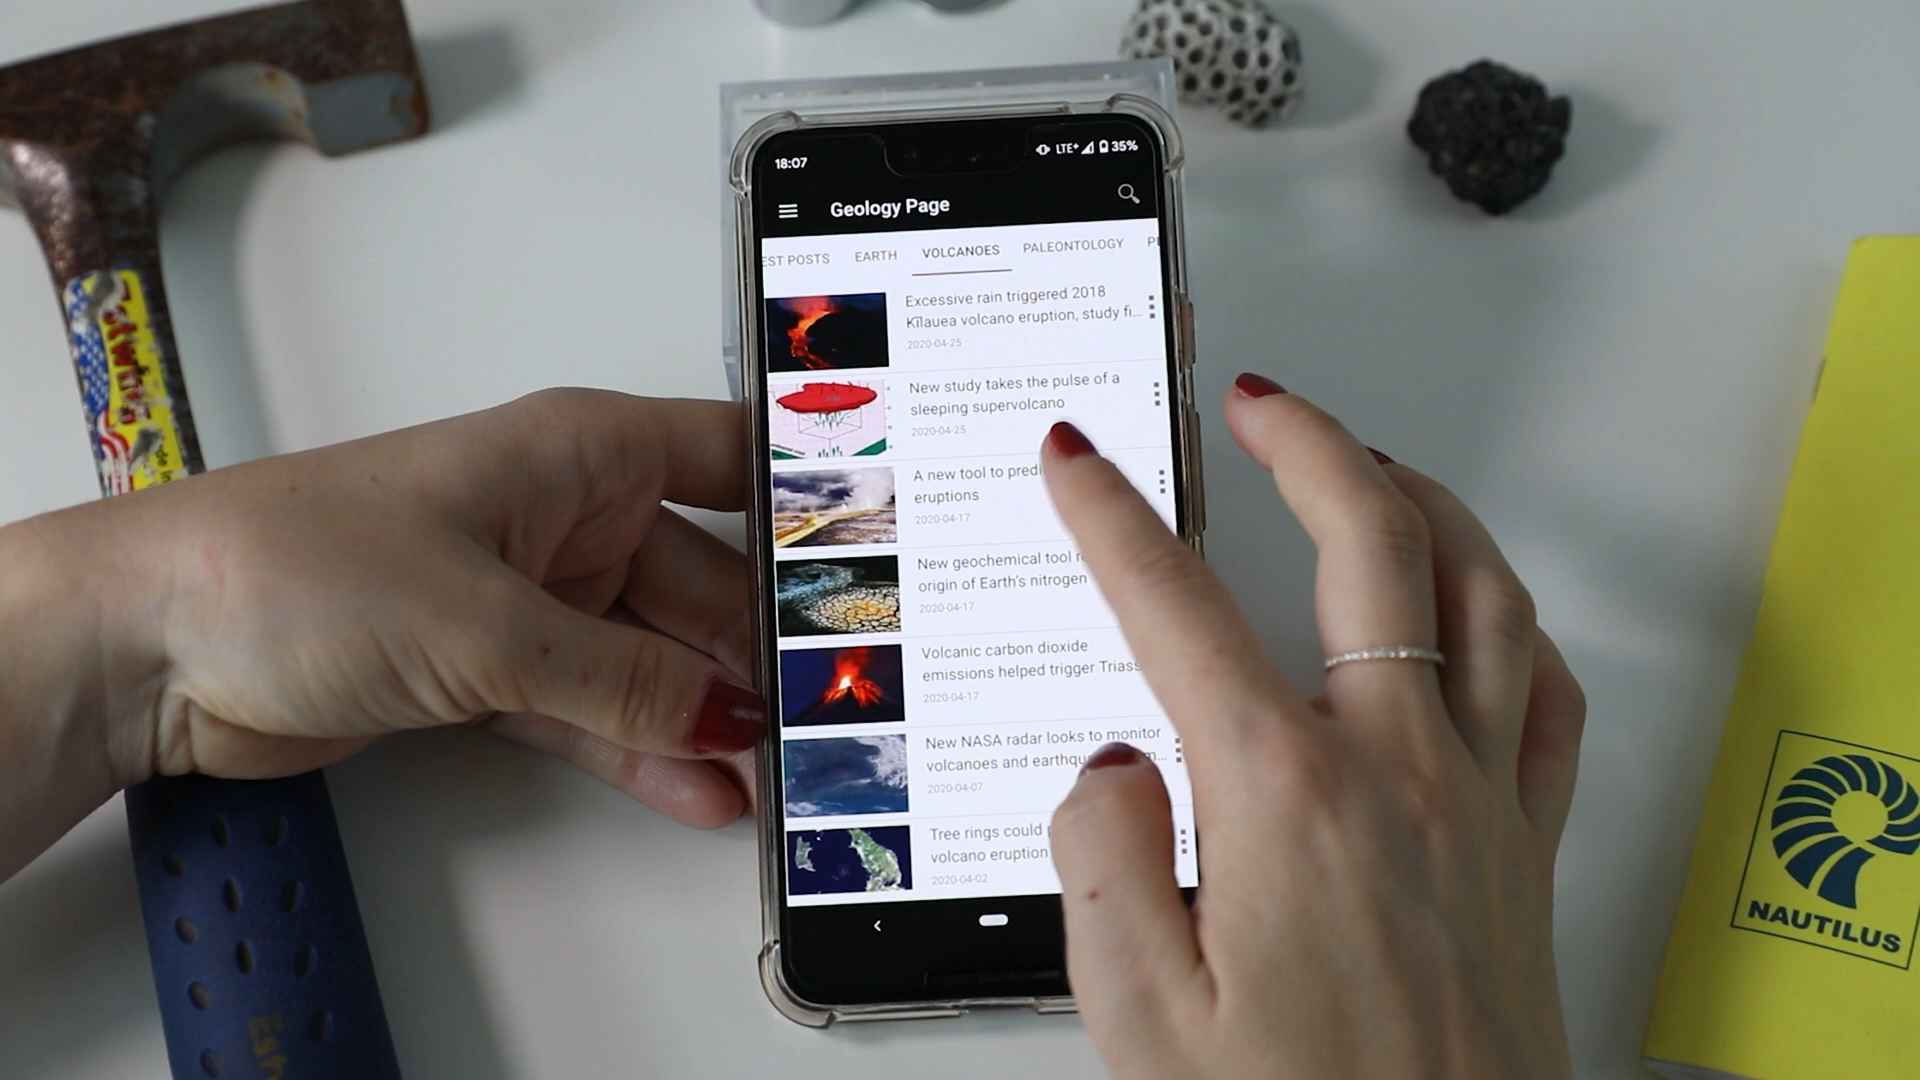 18:07
LTE+ 35%
Geology Page
EST POSTS EARTH VOLCANOES PALEONTOLOGY
Excessive rain triggered 2018
Kīlauea volcano eruption, study fi...
2020-04-25
New study takes the pulse of a
sleeping supervolcano
2020-04-25
A new tool to predi
eruptions
2020-04-17
New geochemical tool
origin of Earth's nitrogen
2020-04-17
Volcanic carbon dioxide
emissions helped trigger Triass
2020-04-17
New NASA radar looks to monitor
volcanoes and earthqu
2020-04-07
Tree rings could
volcano eruption
2020-04-02
Estwing
NAUTILUS